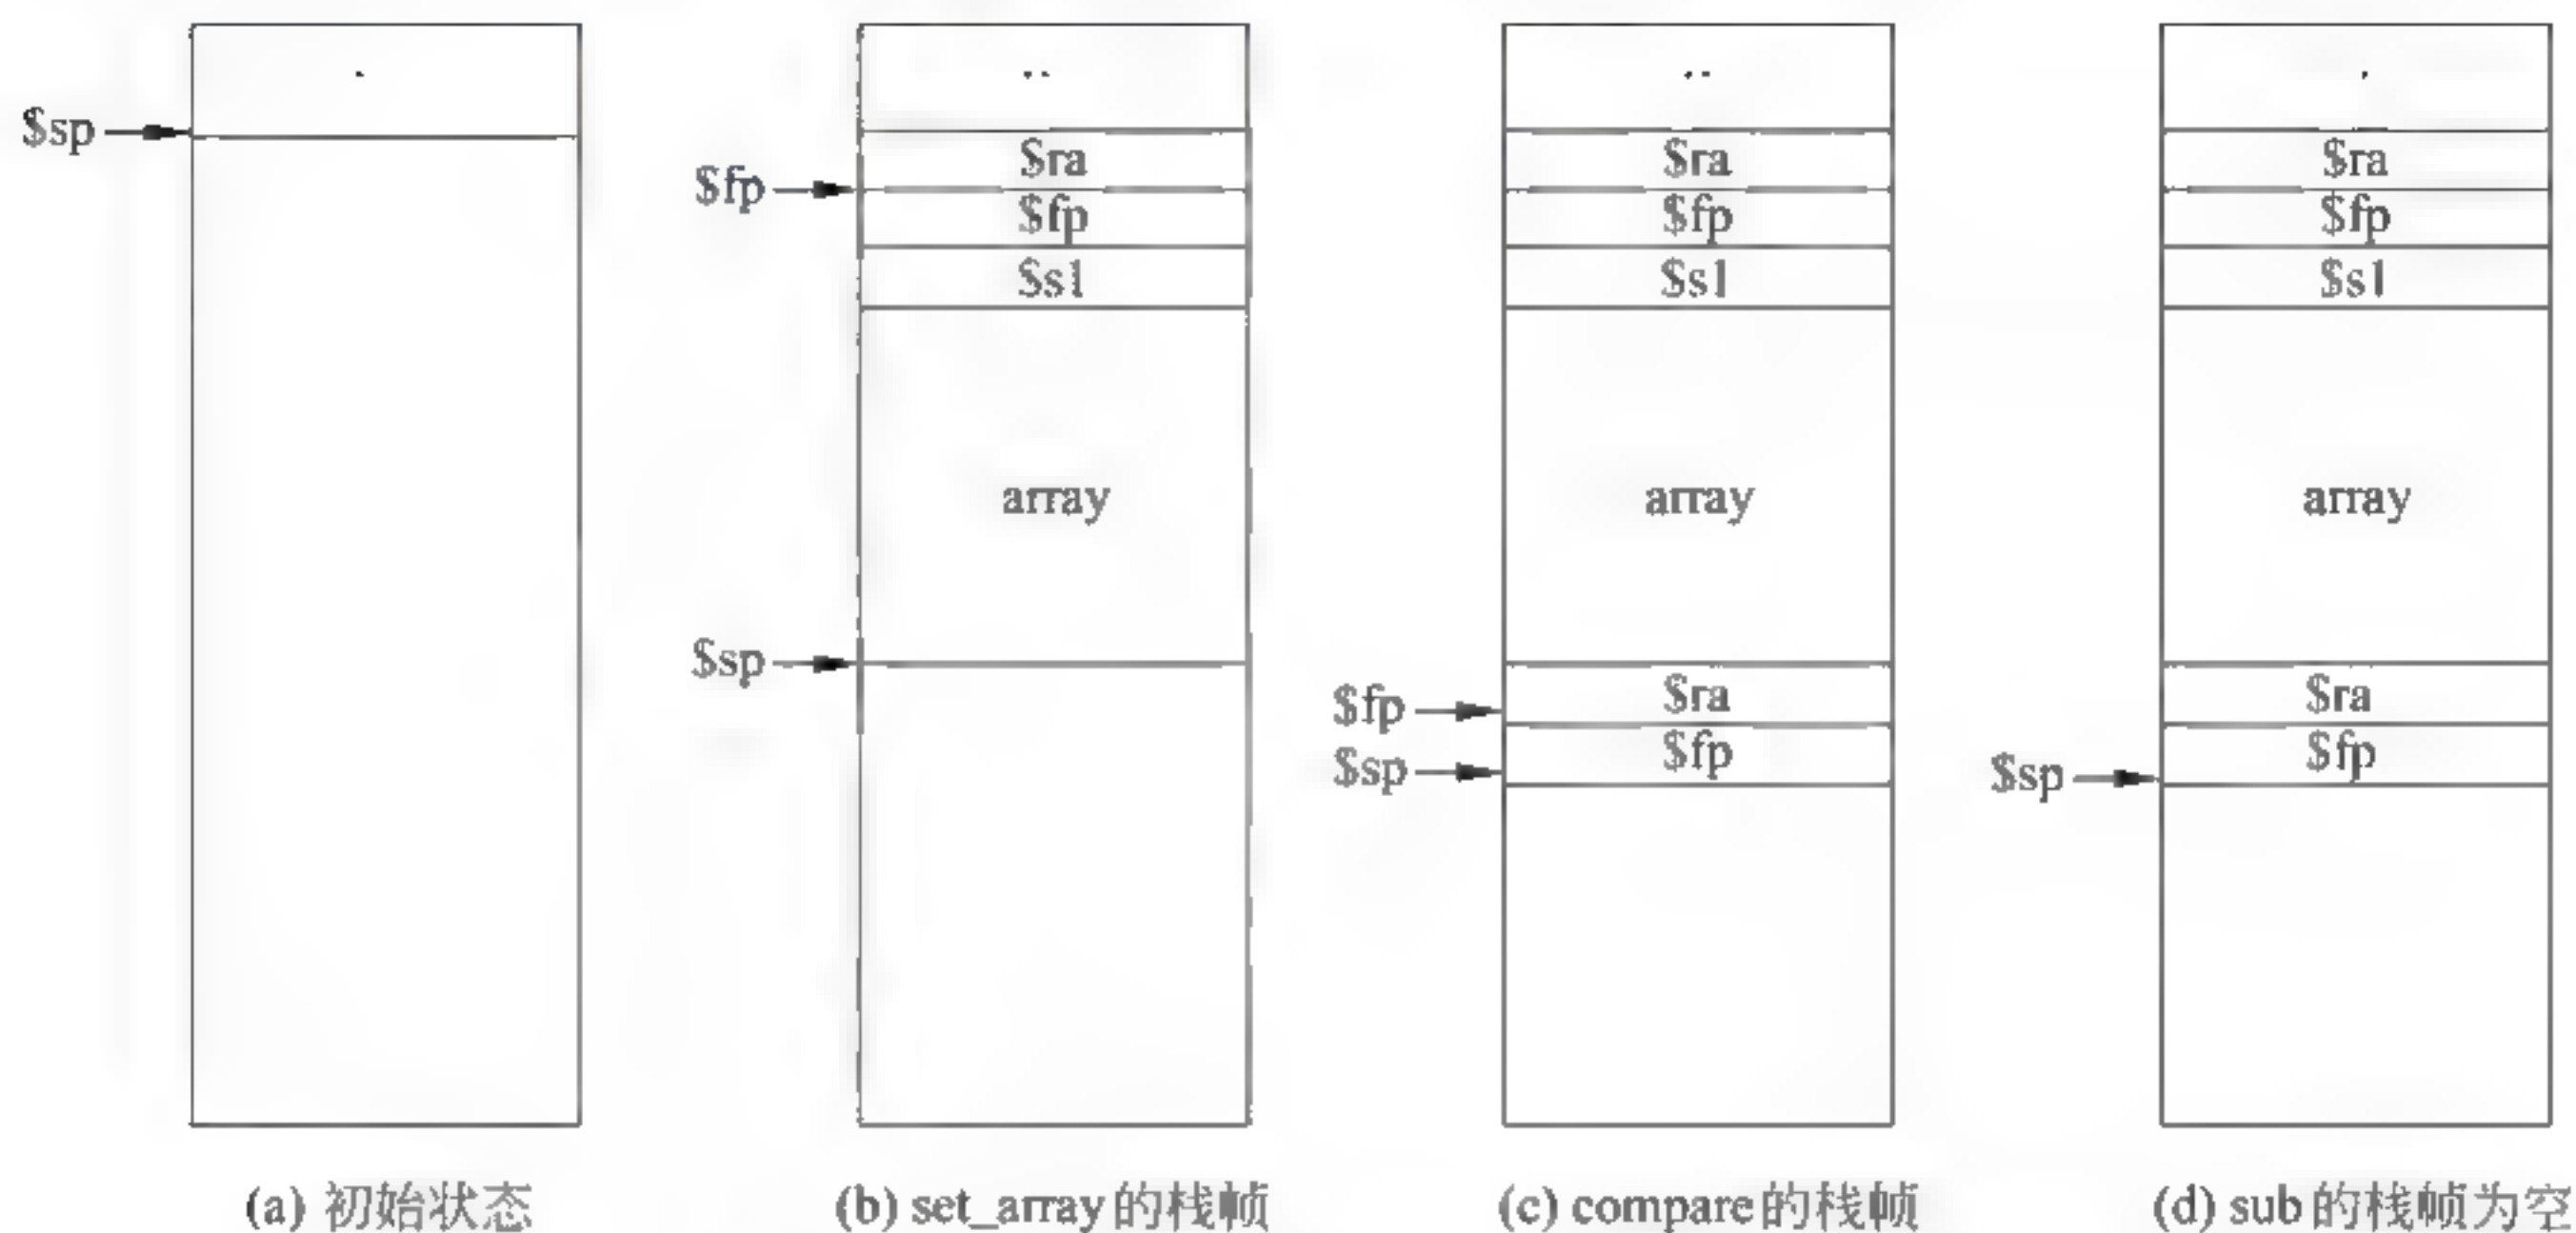 $sp
(a) 初始状态
$ra
$fp
$fp
$s1
array
$sp
(b) set_array的栈帧
$ra
$fp
$s1
array
$fp
$ra
$sp
$fp
(c) compare的栈帧
$ra
$fp
$s1
array
$ra
$fp
$sp
(d) sub的栈帧为空